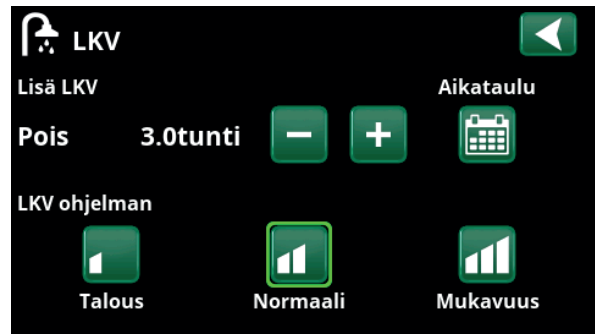 LKV
Lisä LKV
Aikataulu
Pois 3.0tunti
LKV ohjelman
Talous Normaali Mukavuus